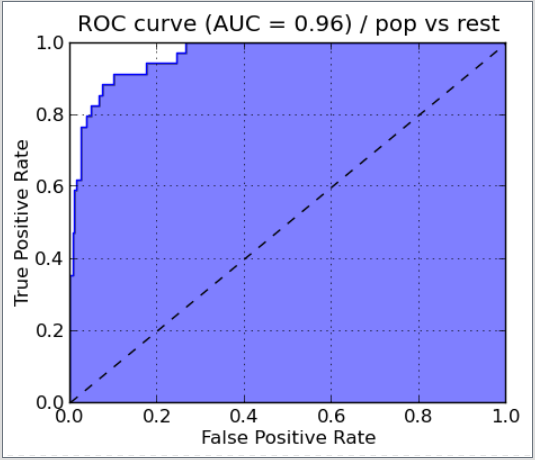 ROC curve (AUC = 0.96) / pop vs rest
1.0
0.8
0.6
0.4
0.2
0.0
True Positive Rate
0.0 0.2 0.4 0.6 0.8 1.0
False Positive Rate